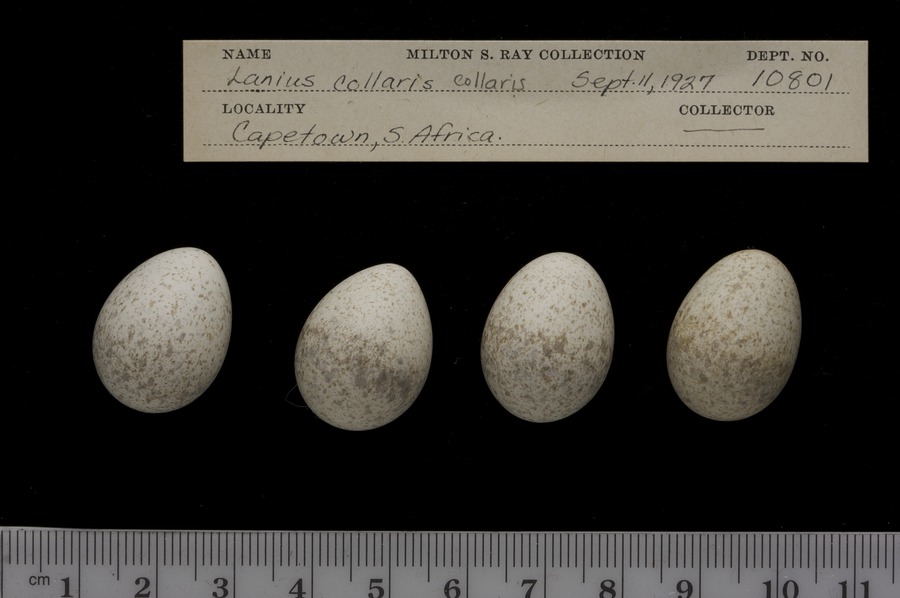 NAME MILTON S. RAY COLLECTION DEPT. NO.
Lanius collaris collaris Sept. 11, 1927 10801
LOCALITY COLLECTOR
Capetown, S. Africa.
cm 1 2 3 4 5 6 7 8 9 10 11